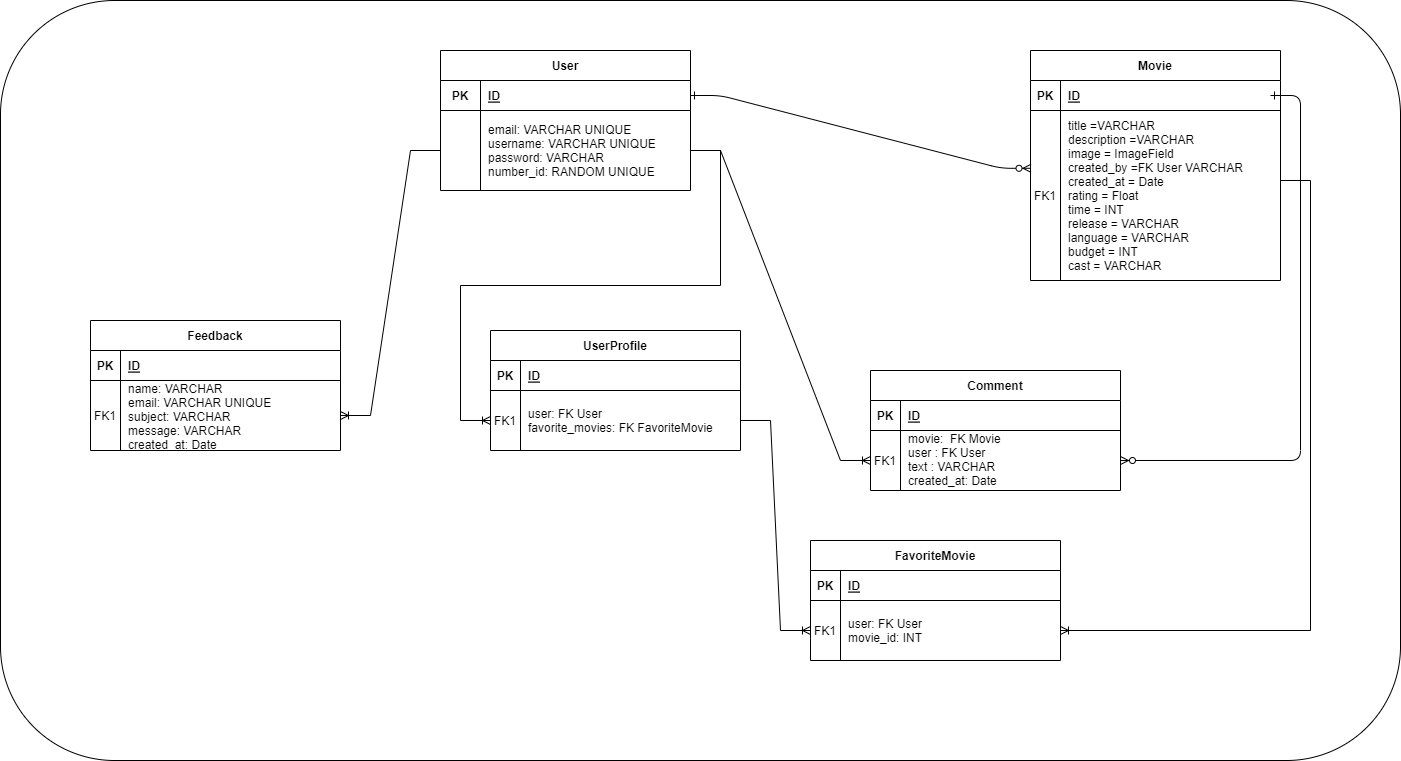 User
PK ID
email: VARCHAR UNIQUE
username: VARCHAR UNIQUE
password: VARCHAR
number_id: RANDOM UNIQUE
Movie
PK ID
FK1
title =VARCHAR
description =VARCHAR
image = ImageField
created_by =FK User VARCHAR
created_at = Date
rating = Float
time = INT
release = VARCHAR
language = VARCHAR
budget = INT
cast = VARCHAR
Feedback
PK ID
FK1
name: VARCHAR
email: VARCHAR UNIQUE
subject: VARCHAR
message: VARCHAR
created_at: Date
UserProfile
PK ID
FK1
user: FK User
favorite_movies: FK FavoriteMovie
Comment
PK ID
FK1
movie:  FK Movie
user : FK User
text : VARCHAR
created_at: Date
FavoriteMovie
PK ID
FK1
user: FK User
movie_id: INT